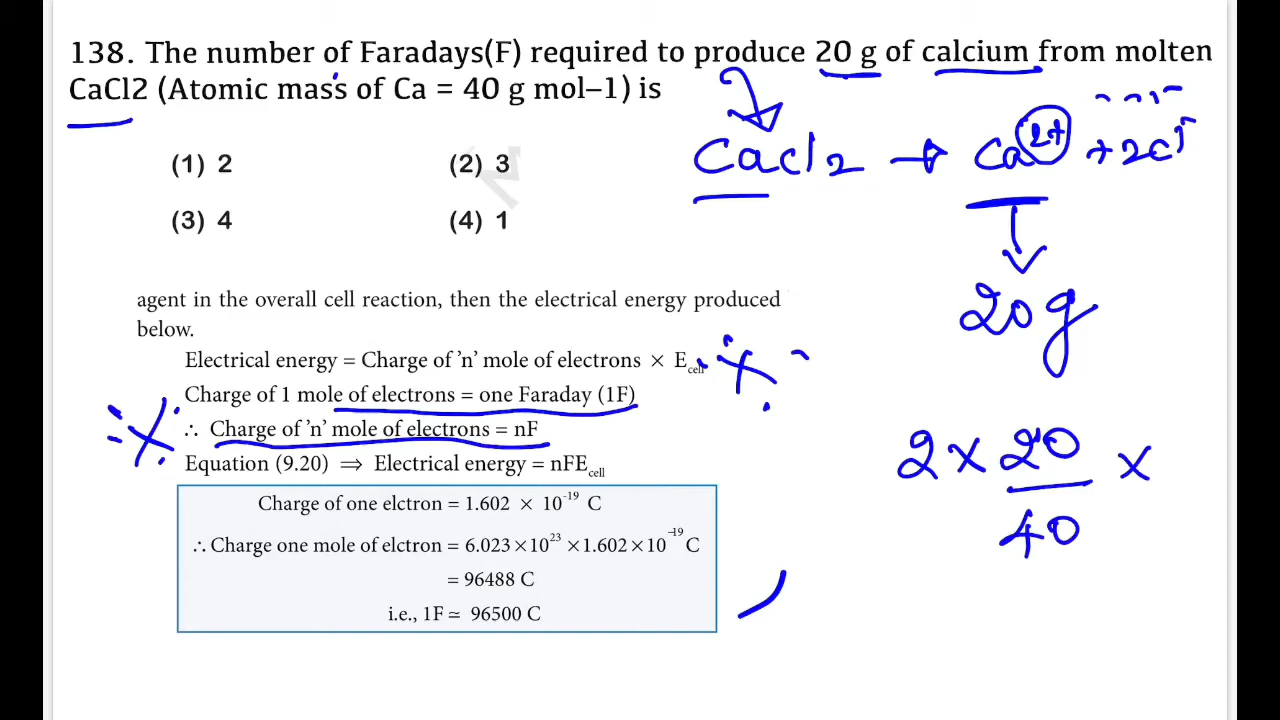 138. The number of Faradays(F) required to produce 20 g of calcium from molten
CaCl2 (Atomic mass of Ca = 40 g mol–1) is
(1) 2 (2) 3
(3) 4 (4) 1
CaCl2 → Ca2+ + 2Cl-
20g
agent in the overall cell reaction, then the electrical energy produced
below.
Electrical energy = Charge of 'n' mole of electrons × Ecell
Charge of 1 mole of electrons = one Faraday (1F)
∴ Charge of 'n' mole of electrons = nF
Equation (9.20) ⟹ Electrical energy = nFEcell
Charge of one elctron = 1.602 × 10-19 C
∴ Charge one mole of elctron = 6.023×1023 ×1.602×10-19 C
= 96488 C
i.e., 1F ≃ 96500 C
2 × 20/40 ×